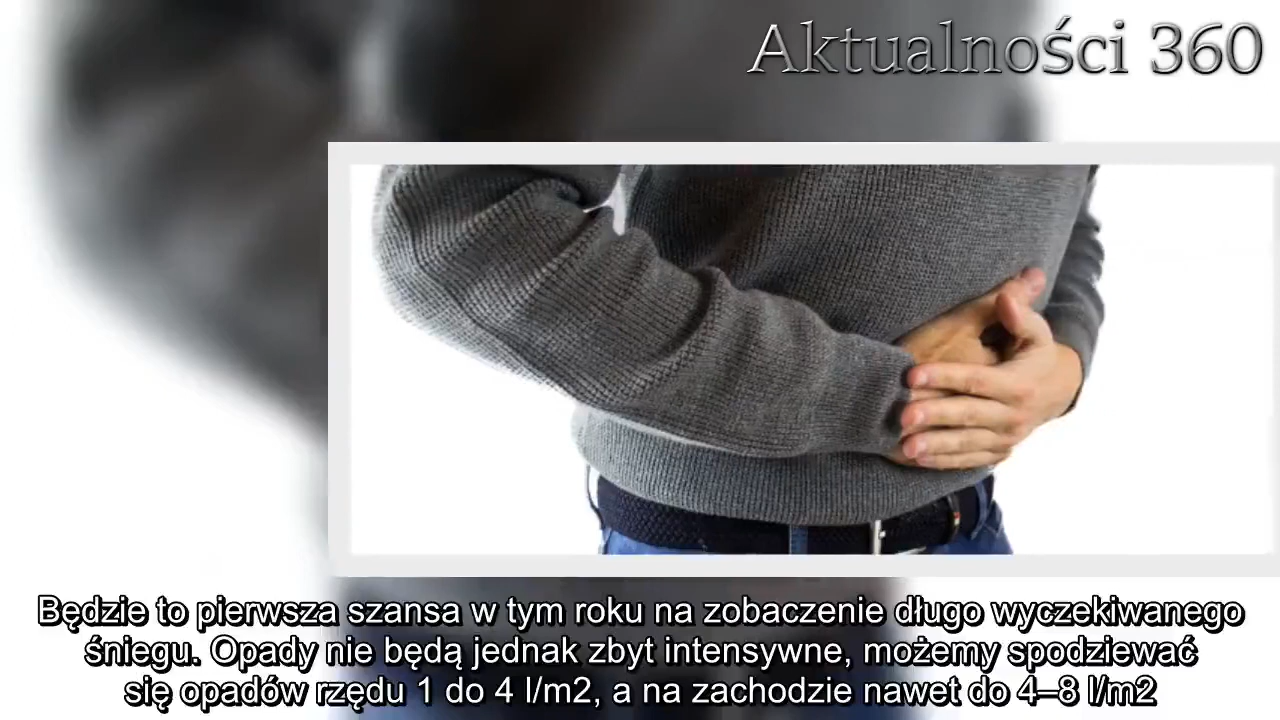 Aktualności 360
Będzie to pierwsza szansa w tym roku na zobaczenie długo wyczekiwanego
śniegu. Opady nie będą jednak zbyt intensywne, możemy spodziewać
się opadów rzędu 1 do 4 l/m2, a na zachodzie nawet do 4–8 l/m2